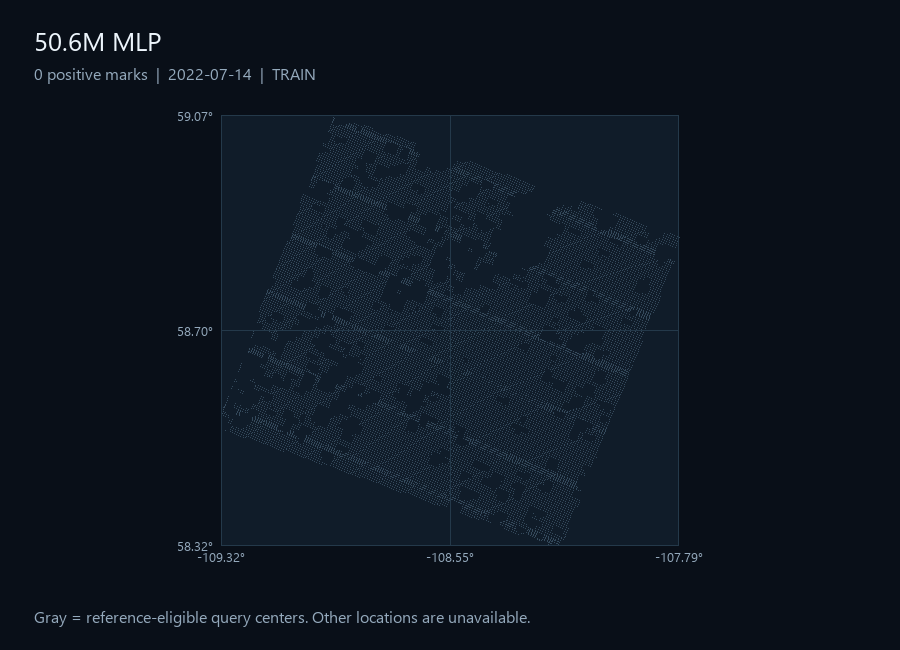 50.6M MLP
0 positive marks | 2022-07-14 | TRAIN
59.07°
58.70°
58.32°
-109.32°
-108.55°
-107.79°
Gray = reference-eligible query centers. Other locations are unavailable.